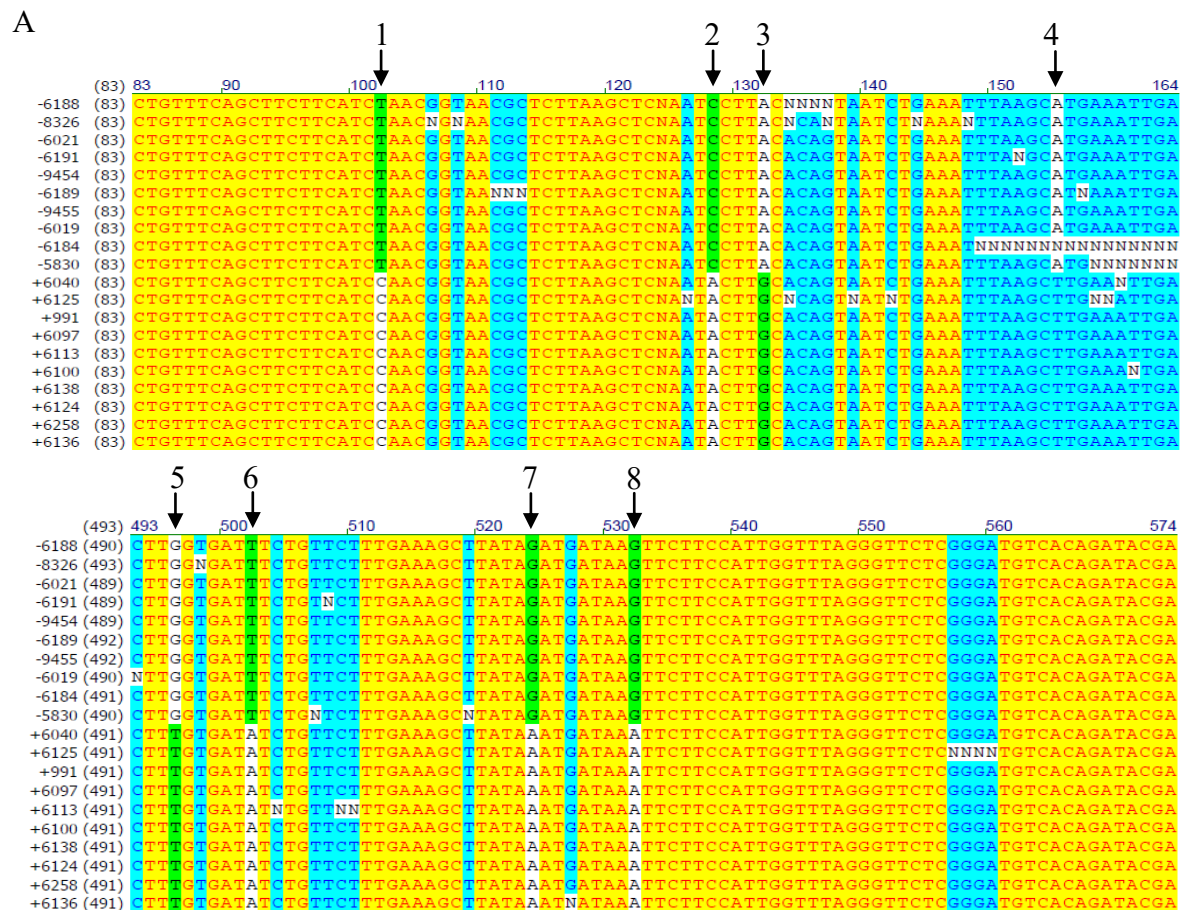 A
1 2 3 4
(83) 83 90 100 110 120 130 140 150 164
-6188 (83) CTGTTTCAGCTTCTTCATCTAACGGTAACGCTCTTAAGCTCNAATCCTTACNNNNTAATCTGAAATTTAAGCATGAAATTGA
-8326 (83) CTGTTTCAGCTTCTTCATCTAACNGNAACGCTCTTAAGCTCNAATCCTTACNCANTAATCTNAAANTTAAGCATGAAATTGA
-6021 (83) CTGTTTCAGCTTCTTCATCTAACGGTAACGCTCTTAAGCTCNAATCCTTACACAGTAATCTGAAATTTAAGCATGAAATTGA
-6191 (83) CTGTTTCAGCTTCTTCATCTAACGGTAACGCTCTTAAGCTCNAATCCTTACACAGTAATCTGAAATTTANGCATGAAATTGA
-9454 (83) CTGTTTCAGCTTCTTCATCTAACGGTAACGCTCTTAAGCTCNAATCCTTACACAGTAATCTGAAATTTAAGCATGAAATTGA
-6189 (83) CTGTTTCAGCTTCTTCATCTAACGGTAANNNTCTTAAGCTCNAATCCTTACACAGTAATCTGAAATTTAAGCATNAAATTGA
-9455 (83) CTGTTTCAGCTTCTTCATCTAACGGTAACGCTCTTAAGCTCNAATCCTTACACAGTAATCTGAAATTTAAGCATGAAATTGA
-6019 (83) CTGTTTCAGCTTCTTCATCTAACGGTAACGCTCTTAAGCTCNAATCCTTACACAGTAATCTGAAATTTAAGCATGAAATTGA
-6184 (83) CTGTTTCAGCTTCTTCATCTAACGGTAACGCTCTTAAGCTCNAATCCTTACACAGTAATCTGAAATNNNNNNNNNNNNNNNN
-5830 (83) CTGTTTCAGCTTCTTCATCTAACGGTAACGCTCTTAAGCTCNAATCCTTACACAGTAATCTGAAATTTAAGCATGNNNNNNN
+6040 (83) CTGTTTCAGCTTCTTCATCCAACGGTAACGCTCTTAAGCTCNAATACTTGCACAGTAATCTGAAATTTAAGCTTGAANTTGA
+6125 (83) CTGTTTCAGCTTCTTCATCCAACGGTAACGCTCTTAAGCTCNANTACTTGCNCAGTNATNTGAAATTTAAGCTTGNNATTGA
+991 (83) CTGTTTCAGCTTCTTCATCCAACGGTAACGCTCTTAAGCTCNAATACTTGCACAGTAATCTGAAATTTAAGCTTGAAATTGA
+6097 (83) CTGTTTCAGCTTCTTCATCCAACGGTAACGCTCTTAAGCTCNAATACTTGCACAGTAATCTGAAATTTAAGCTTGAAATTGA
+6113 (83) CTGTTTCAGCTTCTTCATCCAACGGTAACGCTCTTAAGCTCNAATACTTGCACAGTAATCTGAAATTTAAGCTTGAAATTGA
+6100 (83) CTGTTTCAGCTTCTTCATCCAACGGTAACGCTCTTAAGCTCNAATACTTGCACAGTAATCTGAAATTTAAGCTTGAAANTGA
+6138 (83) CTGTTTCAGCTTCTTCATCCAACGGTAACGCTCTTAAGCTCNAATACTTGCACAGTAATCTGAAATTTAAGCTTGAAATTGA
+6124 (83) CTGTTTCAGCTTCTTCATCCAACGGTAACGCTCTTAAGCTCNAATACTTGCACAGTAATCTGAAATTTAAGCTTGAAATTGA
+6258 (83) CTGTTTCAGCTTCTTCATCCAACGGTAACGCTCTTAAGCTCNAATACTTGCACAGTAATCTGAAATTTAAGCTTGAAATTGA
+6136 (83) CTGTTTCAGCTTCTTCATCCAACGGTAACGCTCTTAAGCTCNAATACTTGCACAGTAATCTGAAATTTAAGCTTGAAATTGA
5 6 7 8
(493) 493 500 510 520 530 540 550 560 574
-6188 (490) CTTGGTGATTTCTGTTCTTTGAAAGCTTATAGATGATAAGTTCTTCCATTGGTTTAGGGTTCTCGGGATGTCACAGATACGA
-8326 (493) CTTGGNGATTTCTGTTCTTTGAAAGCTTATAGATGATAAGTTCTTCCATTGGTTTAGGGTTCTCGGGATGTCACAGATACGA
-6021 (489) CTTGGTGATTTCTGTTCTTTGAAAGCTTATAGATGATAAGTTCTTCCATTGGTTTAGGGTTCTCGGGATGTCACAGATACGA
-6191 (489) CTTGGTGATTTCTGTNCTTTGAAAGCTTATAGATGATAAGTTCTTCCATTGGTTTAGGGTTCTCGGGATGTCACAGATACGA
-9454 (489) CTTGGTGATTTCTGTTCTTTGAAAGCTTATAGATGATAAGTTCTTCCATTGGTTTAGGGTTCTCGGGATGTCACAGATACGA
-6189 (492) CTTGGTGATTTCTGTTCTTTGAAAGCTTATAGATGATAAGTTCTTCCATTGGTTTAGGGTTCTCGGGATGTCACAGATACGA
-9455 (492) CTTGGTGATTTCTGTTCTTTGAAAGCTTATAGATGATAAGTTCTTCCATTGGTTTAGGGTTCTCGGGATGTCACAGATACGA
-6019 (490) NTTGGTGATTTCTGTTCTTTGAAAGCTTATAGATGATAAGTTCTTCCATTGGTTTAGGGTTCTCGGGATGTCACAGATACGA
-6184 (491) CTTGGTGATTTCTGTTCTTTGAAAGCTTATAGATGATAAGTTCTTCCATTGGTTTAGGGTTCTCGGGATGTCACAGATACGA
-5830 (490) CTTGGTGATTTCTGNTCTTTGAAAGCNTATAGATGATAAGTTCTTCCATTGGTTTAGGGTTCTCGGGATGTCACAGATACGA
+6040 (491) CTTTGTGATATCTGTTCTTTGAAAGCTTATAAATGATAAATTCTTCCATTGGTTTAGGGTTCTCGGGATGTCACAGATACGA
+6125 (491) CTTTGTGATATCTGTTCTTTGAAAGCTTATAAATGATAAATTCTTCCATTGGTTTAGGGTTCTCNNNNTGTCACAGATACGA
+991 (491) CTTTGTGATATCTGTTCTTTGAAAGCTTATAAATGATAAATTCTTCCATTGGTTTAGGGTTCTCGGGATGTCACAGATACGA
+6097 (491) CTTTGTGATATCTGTTCTTTGAAAGCTTATAAATGATAAATTCTTCCATTGGTTTAGGGTTCTCGGGATGTCACAGATACGA
+6113 (491) CTTTGTGATATNTGTTNNTTGAAAGCTTATAAATGATAAATTCTTCCATTGGTTTAGGGTTCTCGGGATGTCACAGATACGA
+6100 (491) CTTTGTGATATCTGTTCTTTGAAAGCTTATAAATGATAAATTCTTCCATTGGTTTAGGGTTCTCGGGATGTCACAGATACGA
+6138 (491) CTTTGTGATATCTGTTCTTTGAAAGCTTATAAATGATAAATTCTTCCATTGGTTTAGGGTTCTCGGGATGTCACAGATACGA
+6124 (491) CTTTGTGATATCTGTTCTTTGAAAGCTTATAAATGATAAATTCTTCCATTGGTTTAGGGTTCTCGGGATGTCACAGATACGA
+6258 (491) CTTTGTGATATCTGTTCTTTGAAAGCTTATAAATGATAAATTCTTCCATTGGTTTAGGGTTCTCGGGATGTCACAGATACGA
+6136 (491) CTTTGTGATATCTGTTCTTTGAAAGCTTATAAATNATAAATTCTTCCATTGGTTTAGGGTTCTCGGGATGTCACAGATACGA